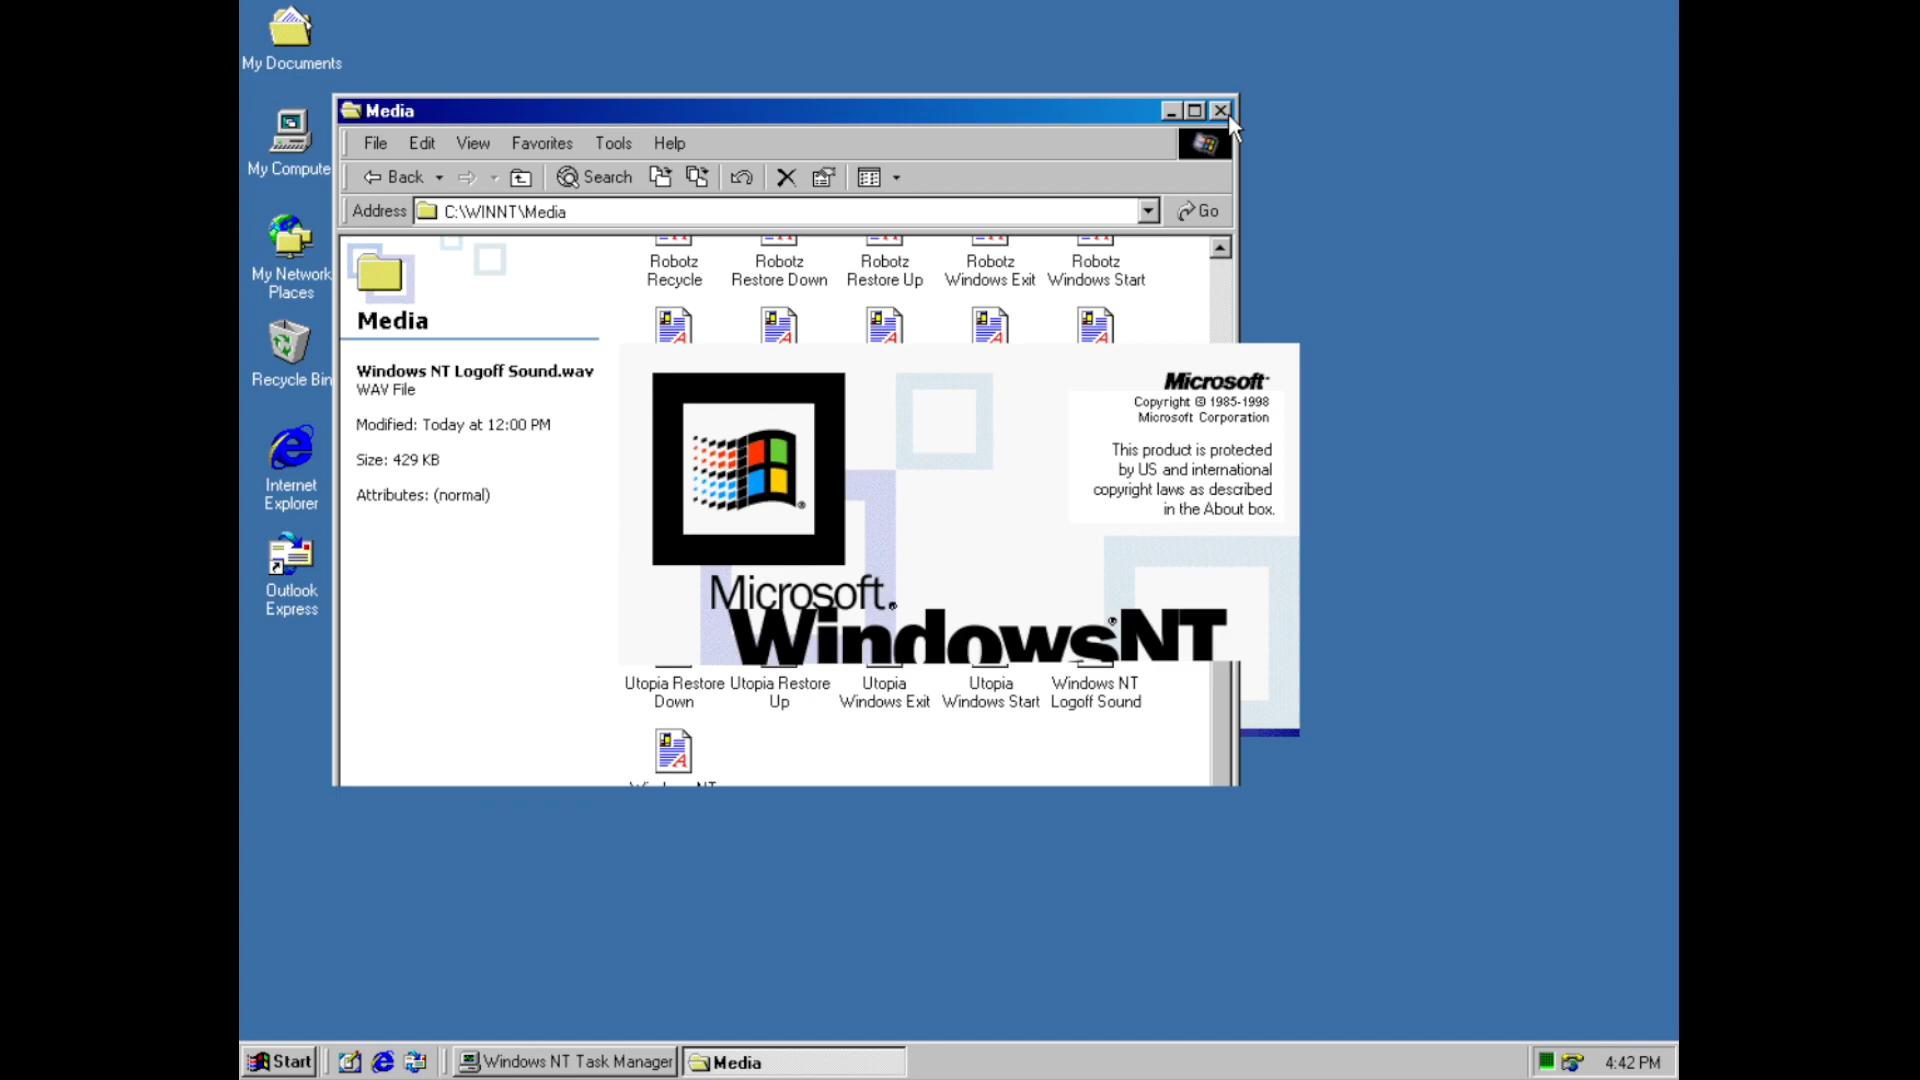 My Documents
My Compute
My Network
Places
Recycle Bin
Internet
Explorer
Outlook
Express
Media
File Edit View Favorites Tools Help
Back Search
Address C:\WINNT\Media Go
Media
Windows NT Logoff Sound.wav
WAV File
Modified: Today at 12:00 PM
Size: 429 KB
Attributes: (normal)
Robotz
Recycle
Robotz
Restore Down
Robotz
Restore Up
Robotz
Windows Exit
Robotz
Windows Start
Microsoft
Copyright © 1985-1998
Microsoft Corporation
This product is protected
by US and international
copyright laws as described
in the About box.
Microsoft®
Windows®NT
Utopia Restore
Down
Utopia Restore
Up
Utopia
Windows Exit
Utopia
Windows Start
Windows NT
Logoff Sound
Start Windows NT Task Manager Media 4:42 PM